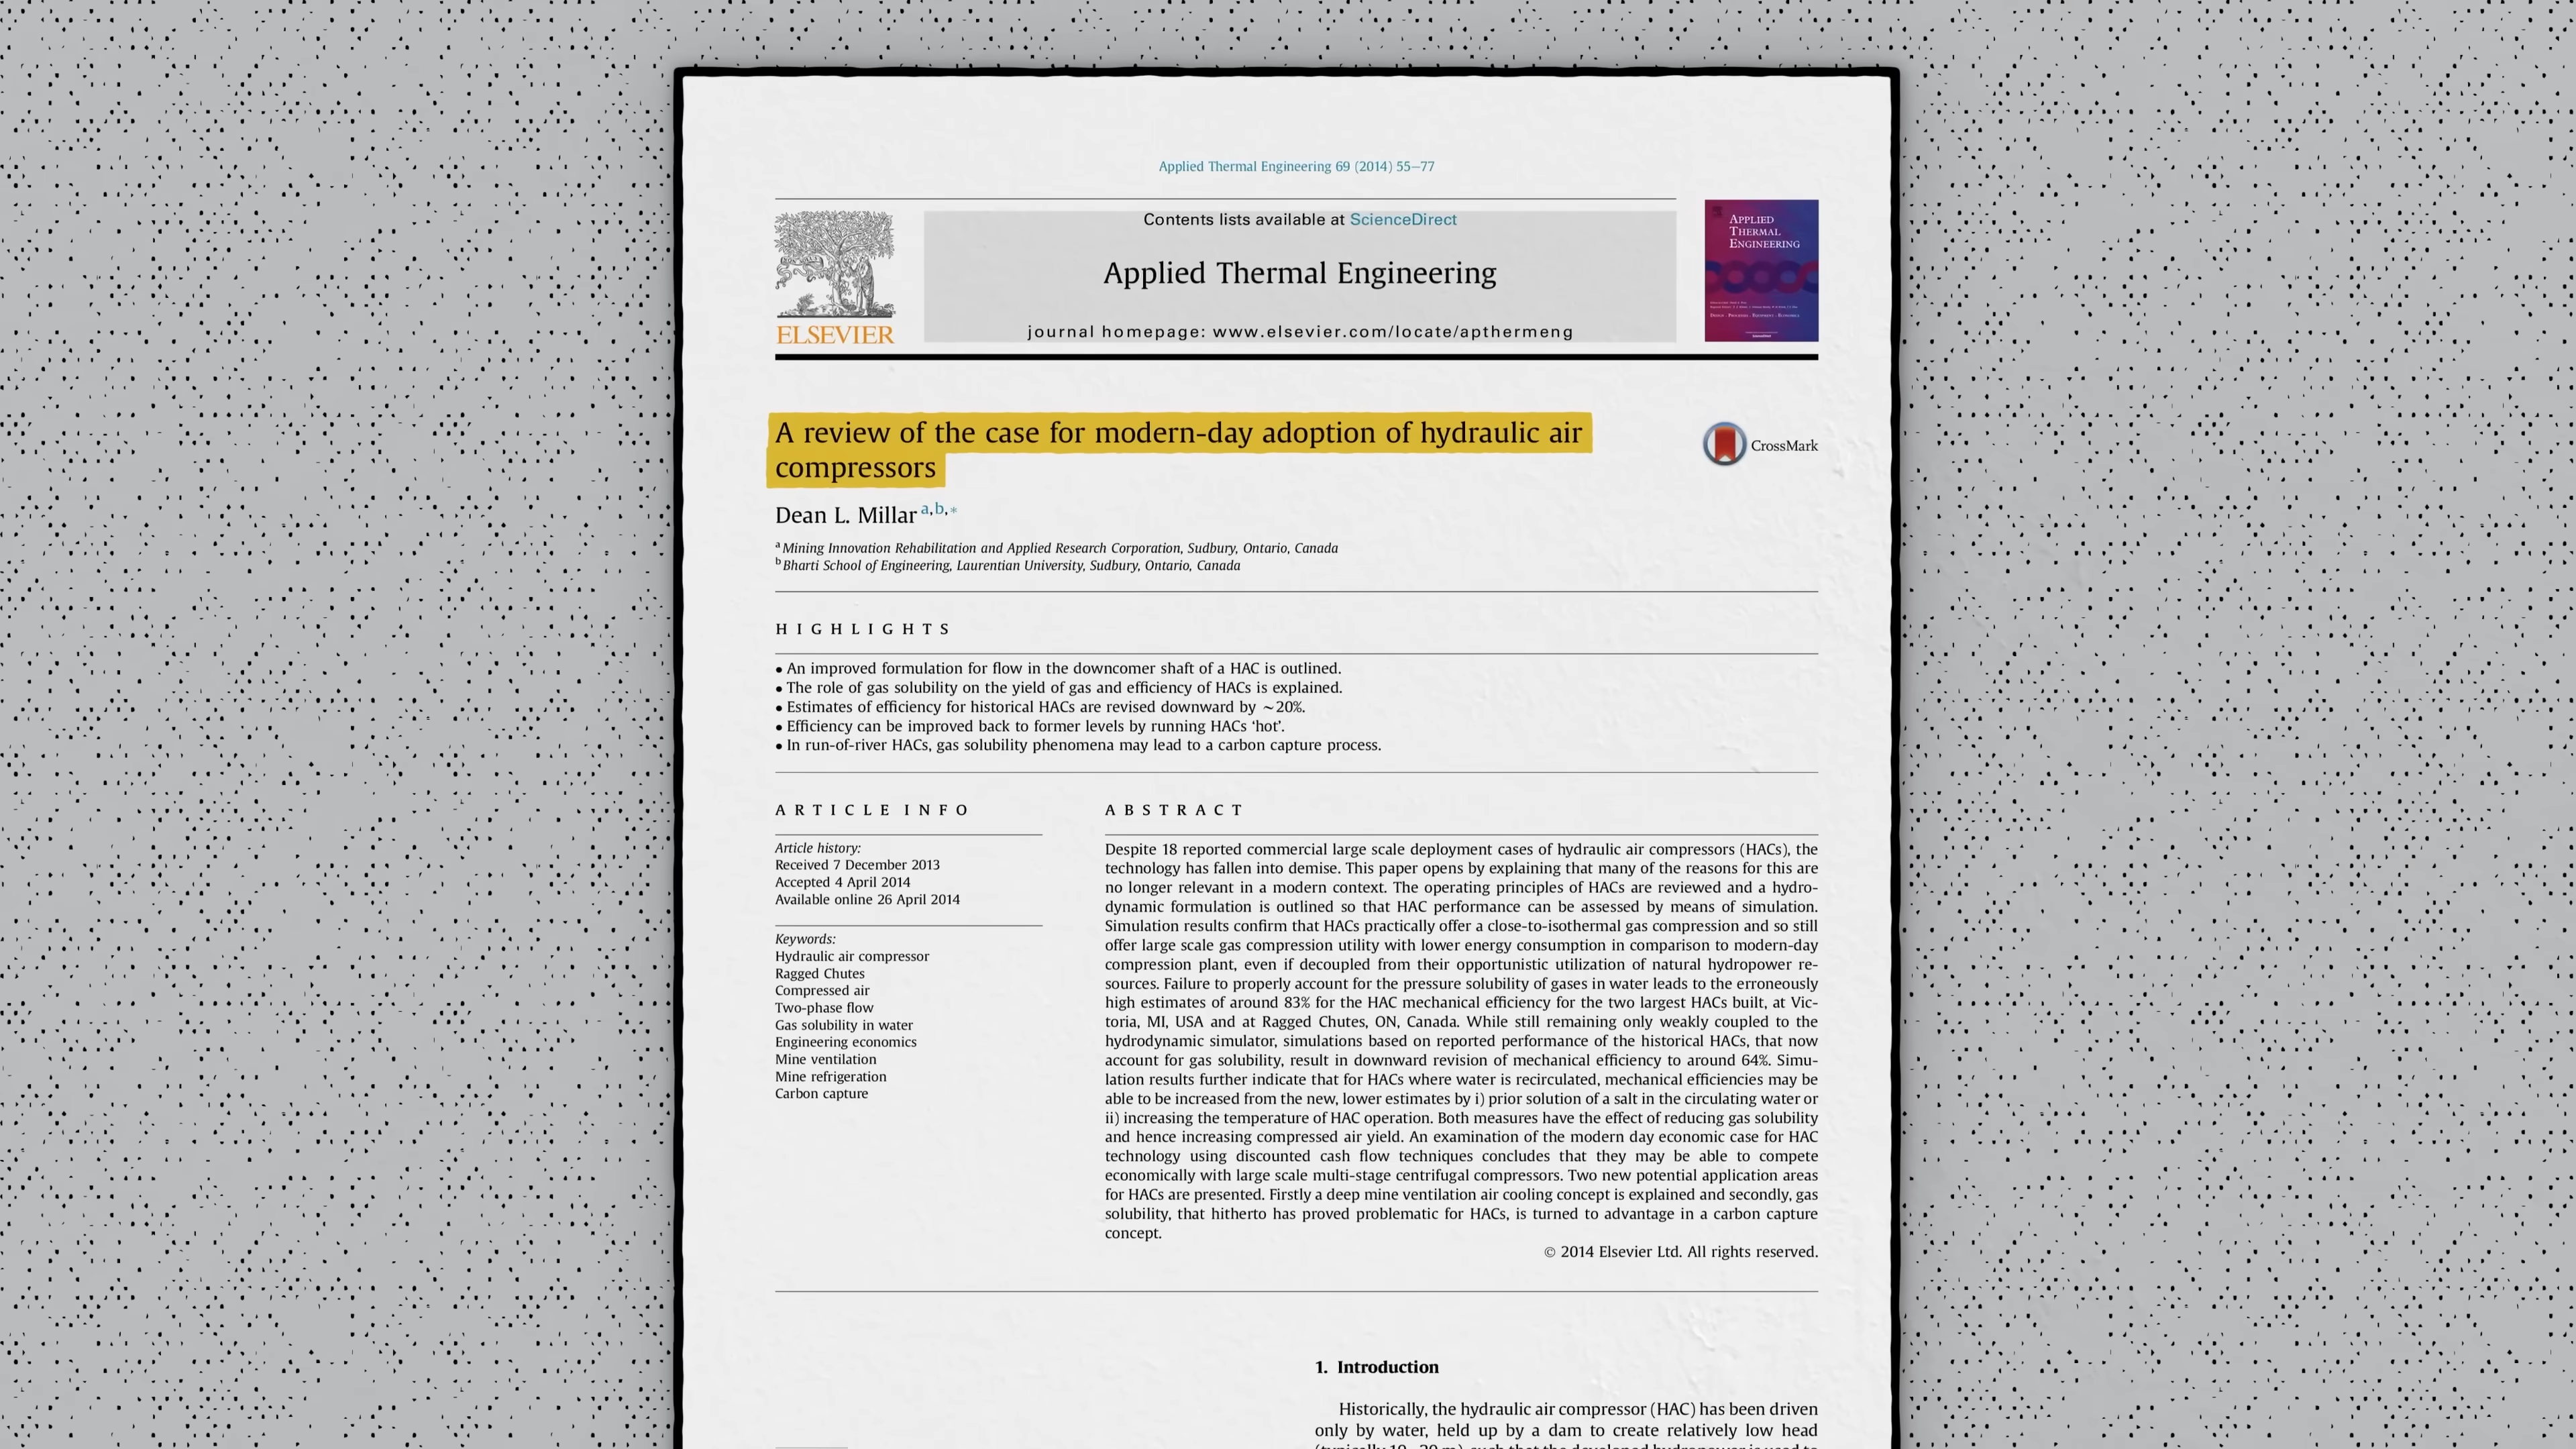 Applied Thermal Engineering 69 (2014) 55–77
Contents lists available at ScienceDirect
Applied Thermal Engineering
journal homepage: www.elsevier.com/locate/apthermeng
ELSEVIER
APPLIED
THERMAL
ENGINEERING
A review of the case for modern-day adoption of hydraulic air
compressors
CrossMark
Dean L. Millar a,b,*
a Mining Innovation Rehabilitation and Applied Research Corporation, Sudbury, Ontario, Canada
b Bharti School of Engineering, Laurentian University, Sudbury, Ontario, Canada
HIGHLIGHTS
• An improved formulation for flow in the downcomer shaft of a HAC is outlined.
• The role of gas solubility on the yield of gas and efficiency of HACs is explained.
• Estimates of efficiency for historical HACs are revised downward by ~20%.
• Efficiency can be improved back to former levels by running HACs ‘hot’.
• In run-of-river HACs, gas solubility phenomena may lead to a carbon capture process.
ARTICLE INFO
Article history:
Received 7 December 2013
Accepted 4 April 2014
Available online 26 April 2014
Keywords:
Hydraulic air compressor
Ragged Chutes
Compressed air
Two-phase flow
Gas solubility in water
Engineering economics
Mine ventilation
Mine refrigeration
Carbon capture
ABSTRACT
Despite 18 reported commercial large scale deployment cases of hydraulic air compressors (HACs), the
technology has fallen into demise. This paper opens by explaining that many of the reasons for this are
no longer relevant in a modern context. The operating principles of HACs are reviewed and a hydro-
dynamic formulation is outlined so that HAC performance can be assessed by means of simulation.
Simulation results confirm that HACs practically offer a close-to-isothermal gas compression and so still
offer large scale gas compression utility with lower energy consumption in comparison to modern-day
compression plant, even if decoupled from their opportunistic utilization of natural hydropower re-
sources. Failure to properly account for the pressure solubility of gases in water leads to the erroneously
high estimates of around 83% for the HAC mechanical efficiency for the two largest HACs built, at Vic-
toria, MI, USA and at Ragged Chutes, ON, Canada. While still remaining only weakly coupled to the
hydrodynamic simulator, simulations based on reported performance of the historical HACs, that now
account for gas solubility, result in downward revision of mechanical efficiency to around 64%. Simu-
lation results further indicate that for HACs where water is recirculated, mechanical efficiencies may be
able to be increased from the new, lower estimates by i) prior solution of a salt in the circulating water or
ii) increasing the temperature of HAC operation. Both measures have the effect of reducing gas solubility
and hence increasing compressed air yield. An examination of the modern day economic case for HAC
technology using discounted cash flow techniques concludes that they may be able to compete
economically with large scale multi-stage centrifugal compressors. Two new potential application areas
for HACs are presented. Firstly a deep mine ventilation air cooling concept is explained and secondly, gas
solubility, that hitherto has proved problematic for HACs, is turned to advantage in a carbon capture
concept.
© 2014 Elsevier Ltd. All rights reserved.
1. Introduction
Historically, the hydraulic air compressor (HAC) has been driven
only by water, held up by a dam to create relatively low head